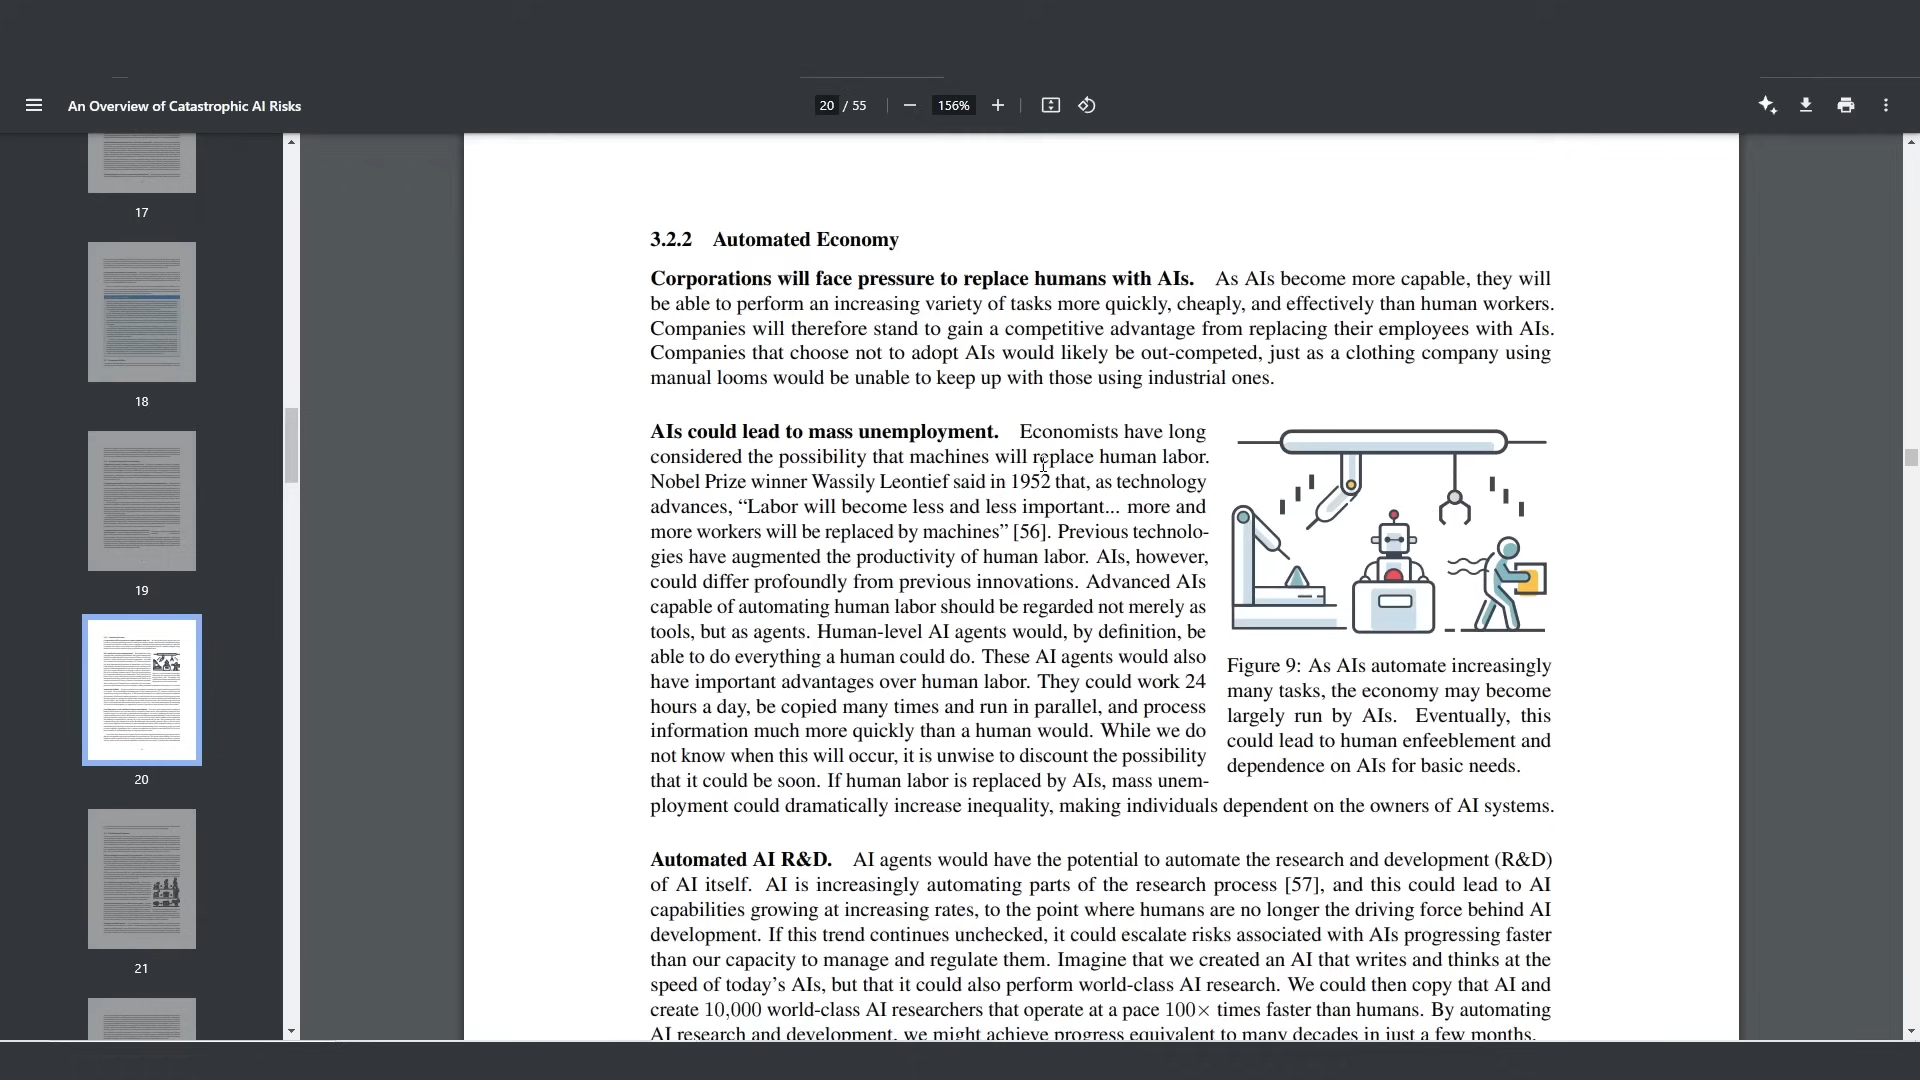 An Overview of Catastrophic AI Risks
20 / 55
156%
17
18
19
20
21
3.2.2 Automated Economy
Corporations will face pressure to replace humans with AIs. As AIs become more capable, they will
be able to perform an increasing variety of tasks more quickly, cheaply, and effectively than human workers.
Companies will therefore stand to gain a competitive advantage from replacing their employees with AIs.
Companies that choose not to adopt AIs would likely be out-competed, just as a clothing company using
manual looms would be unable to keep up with those using industrial ones.
AIs could lead to mass unemployment. Economists have long
considered the possibility that machines will replace human labor.
Nobel Prize winner Wassily Leontief said in 1952 that, as technology
advances, “Labor will become less and less important... more and
more workers will be replaced by machines” [56]. Previous technolo-
gies have augmented the productivity of human labor. AIs, however,
could differ profoundly from previous innovations. Advanced AIs
capable of automating human labor should be regarded not merely as
tools, but as agents. Human-level AI agents would, by definition, be
able to do everything a human could do. These AI agents would also
have important advantages over human labor. They could work 24
hours a day, be copied many times and run in parallel, and process
information much more quickly than a human would. While we do
not know when this will occur, it is unwise to discount the possibility
that it could be soon. If human labor is replaced by AIs, mass unem-
ployment could dramatically increase inequality, making individuals dependent on the owners of AI systems.
Figure 9: As AIs automate increasingly
many tasks, the economy may become
largely run by AIs. Eventually, this
could lead to human enfeeblement and
dependence on AIs for basic needs.
Automated AI R&D. AI agents would have the potential to automate the research and development (R&D)
of AI itself. AI is increasingly automating parts of the research process [57], and this could lead to AI
capabilities growing at increasing rates, to the point where humans are no longer the driving force behind AI
development. If this trend continues unchecked, it could escalate risks associated with AIs progressing faster
than our capacity to manage and regulate them. Imagine that we created an AI that writes and thinks at the
speed of today’s AIs, but that it could also perform world-class AI research. We could then copy that AI and
create 10,000 world-class AI researchers that operate at a pace 100× times faster than humans. By automating
AI research and development, we might achieve progress equivalent to many decades in just a few months.